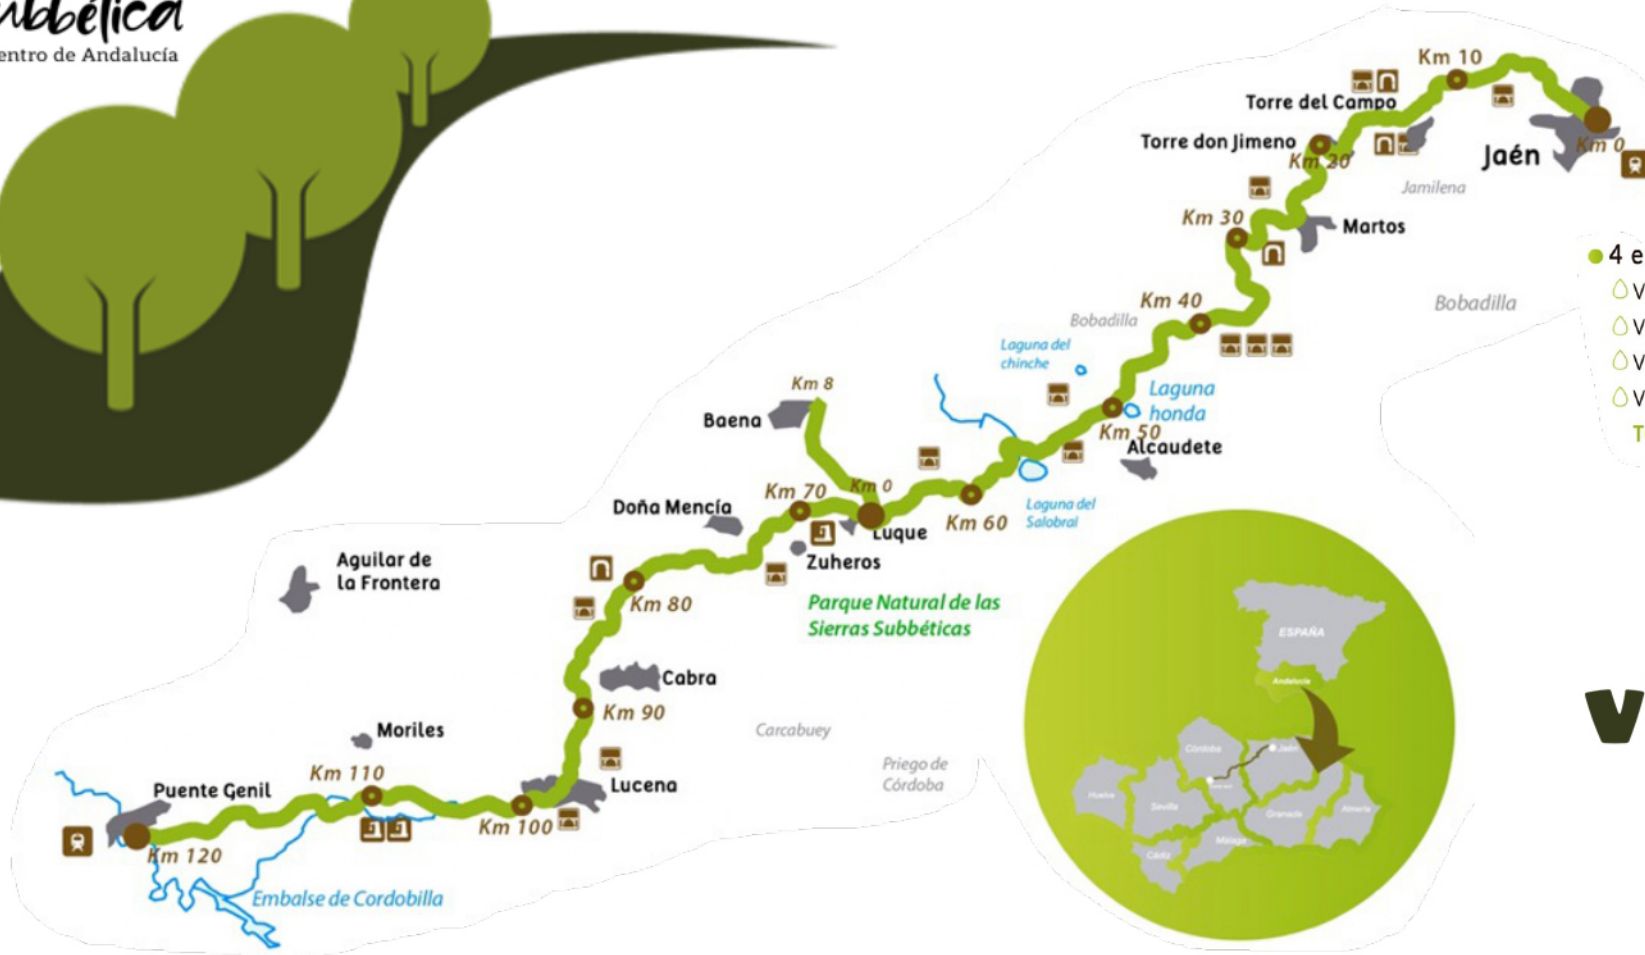 ubbética
entro de Andalucía
Km 10
Torre del Campo
Torre don Jimeno
Km 20
Jaén
Km 0
Jamilena
Km 30
Martos
4 e
V
V
V
V
T
Km 40
Bobadilla
Bobadilla
Laguna del
chinche
Laguna
honda
Km 50
Alcaudete
Km 8
Baena
Km 0
Km 70
Doña Mencía
Luque
Km 60
Laguna del
Salobral
Zuheros
Aguilar de
la Frontera
Km 80
Parque Natural de las
Sierras Subbéticas
Cabra
Km 90
Carcabuey
Priego de
Córdoba
Moriles
Km 110
Puente Genil
Lucena
Km 100
Km 120
Embalse de Cordobilla
ESPAÑA
Andalucía
Córdoba
Jaén
Huelva
Sevilla
Granada
Almería
Málaga
Cádiz
V